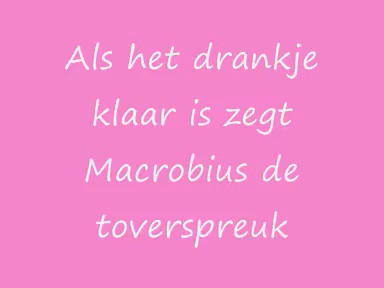 Als het drankje
klaar is zegt
Macrobius de
toverspreuk